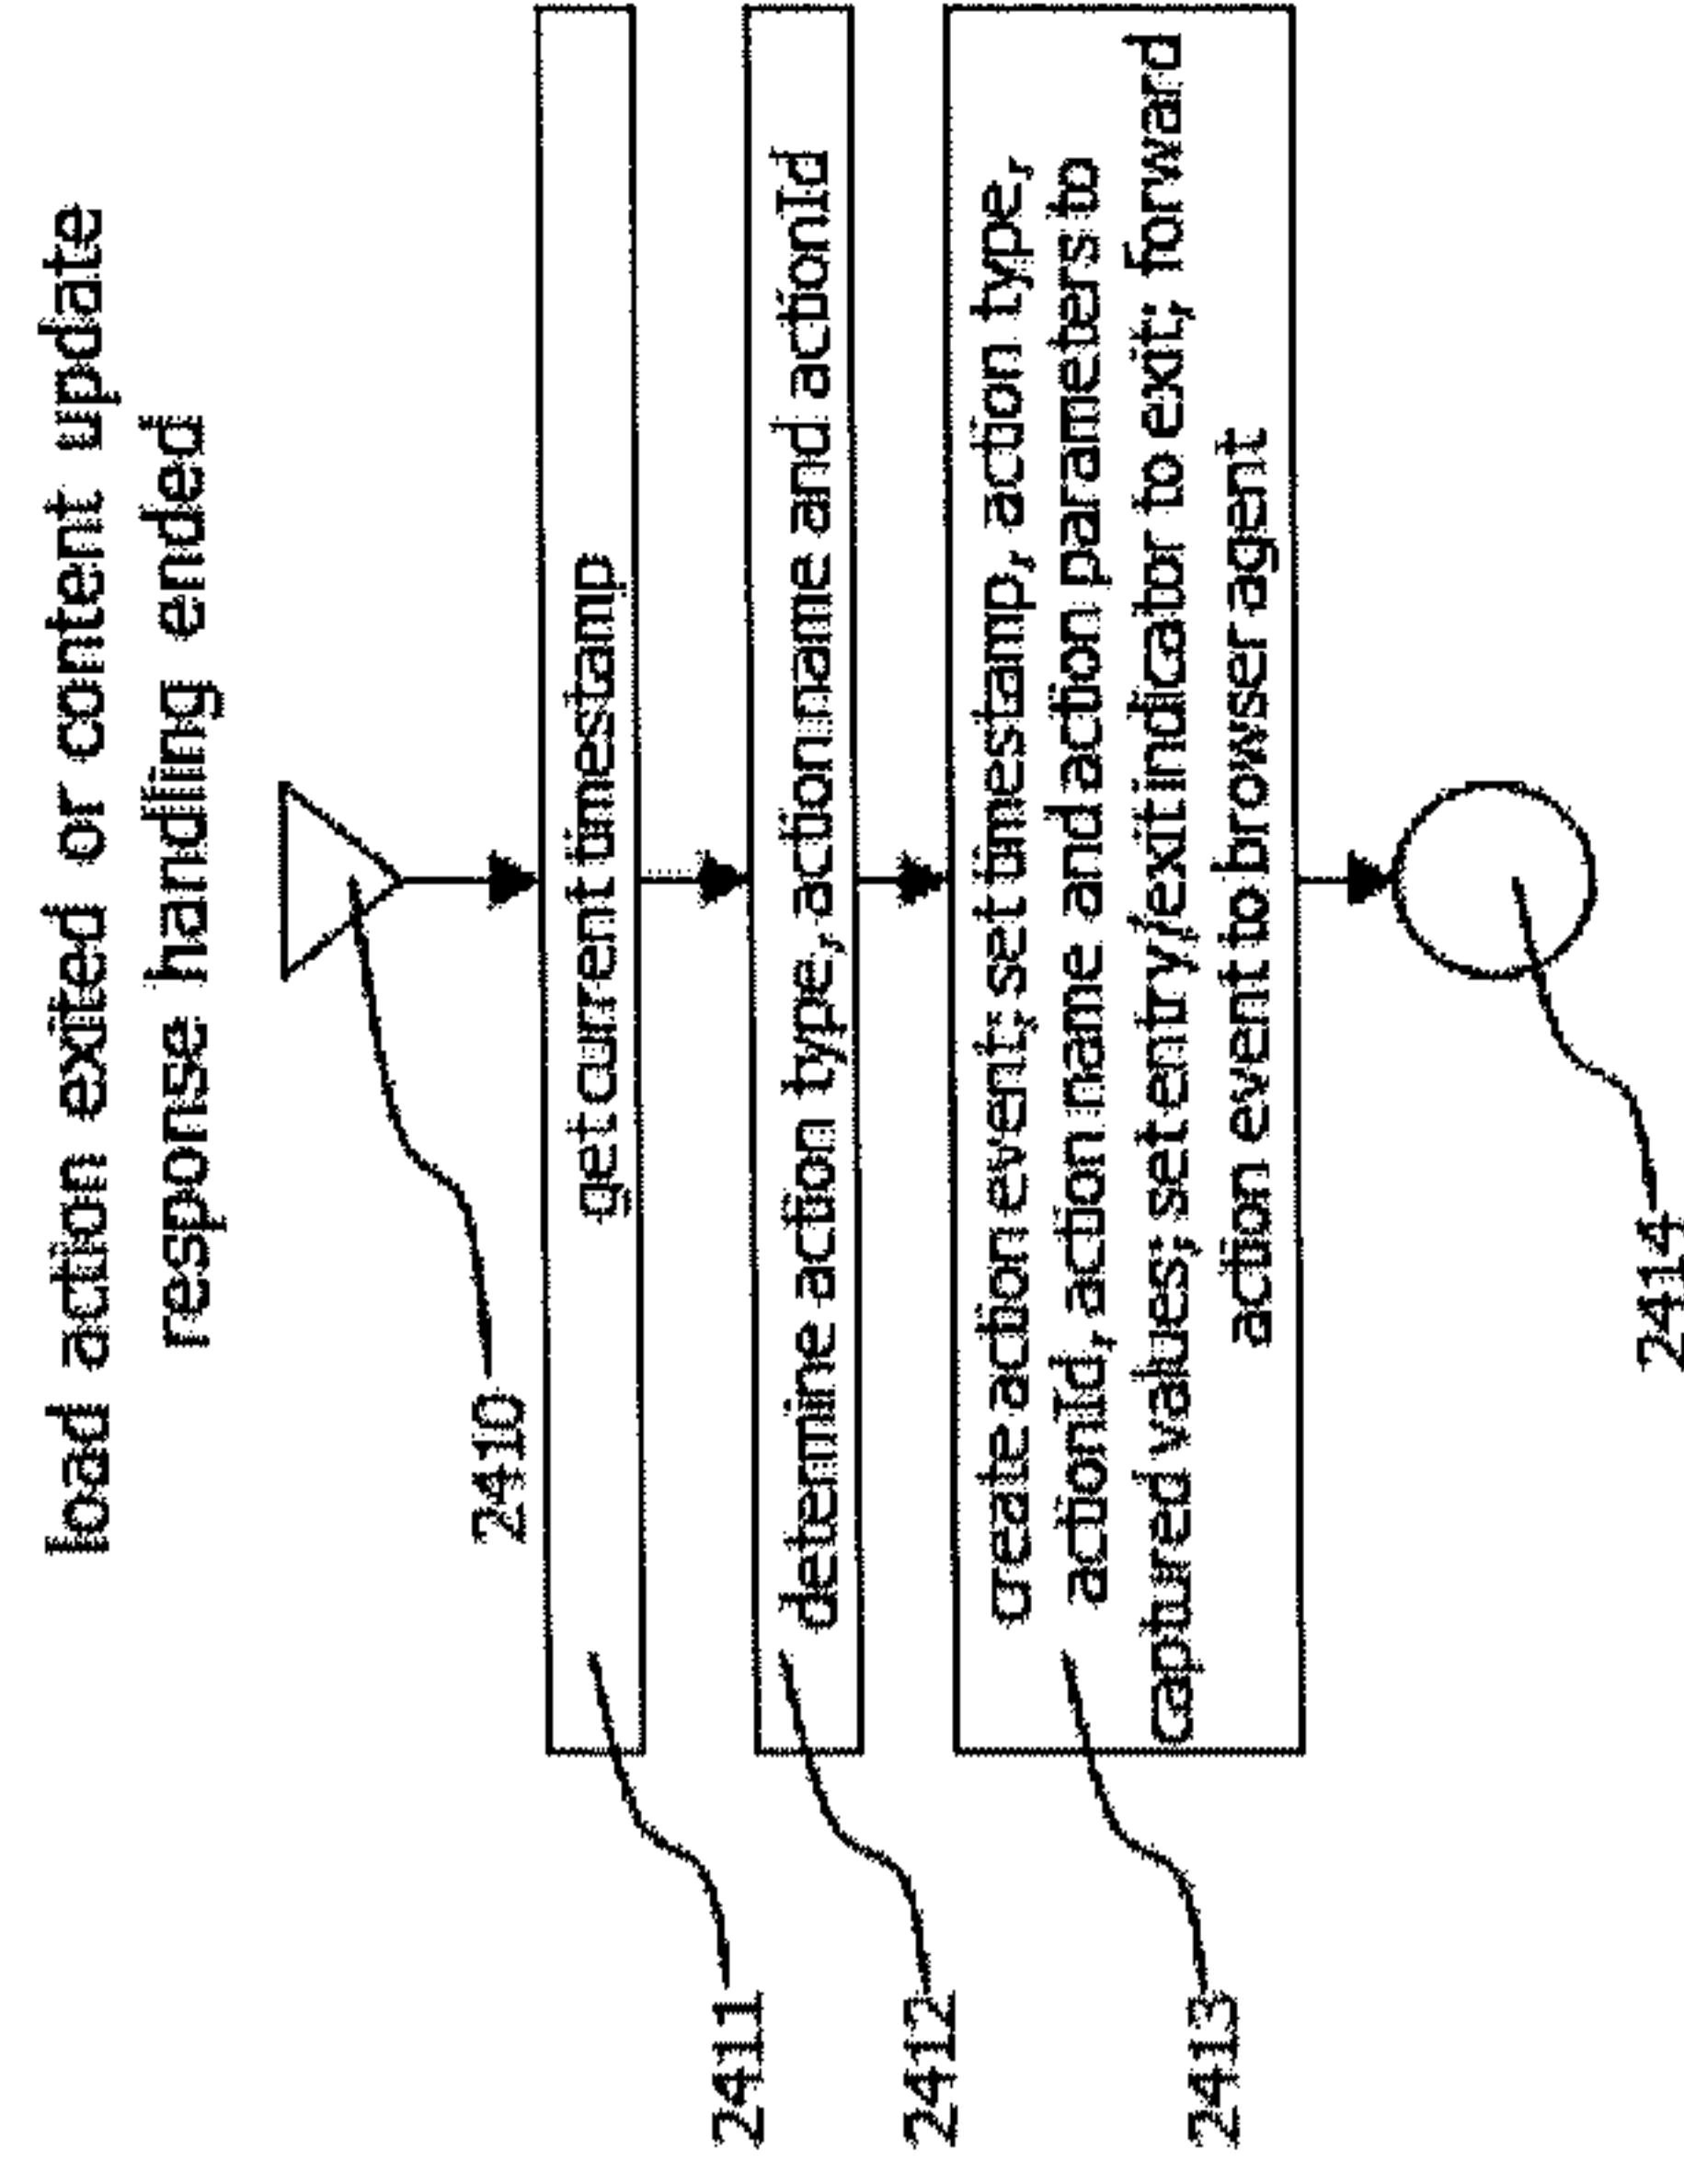 load action exited or content update
response handling ended
2410
get current timestamp
2411
determine action type, action name and actionId
2412
create action event; set timestamp, action type,
actionId, action name and action parameters to
captured values; set entry/exit indicator to exit; forward
action event to browser agent
2413
2414